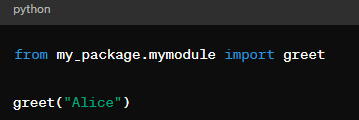 python
from my_package.mymodule import greet
greet("Alice")